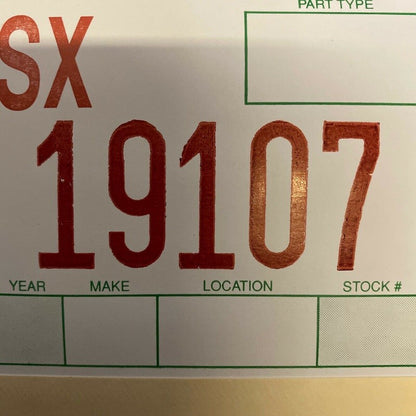 PART TYPE
SX
19107
YEAR MAKE LOCATION STOCK #